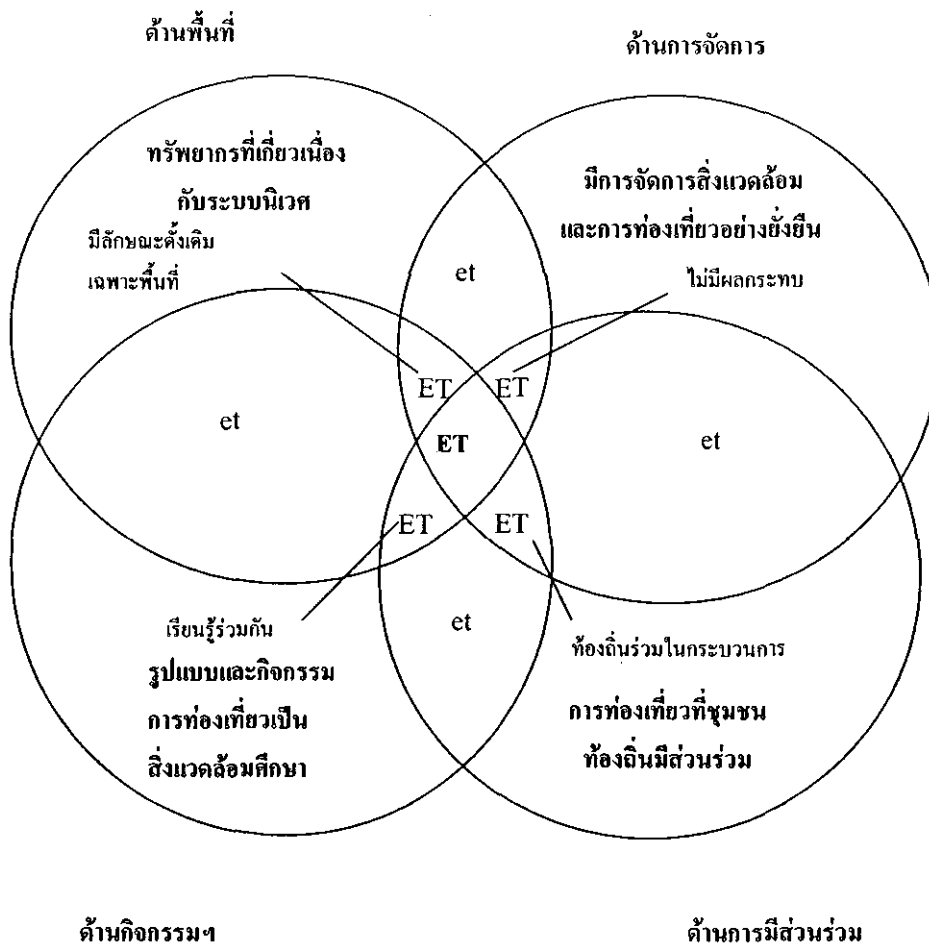 ด้านพื้นที่
ด้านการจัดการ
ทรัพยากรที่เกี่ยวเนื่อง
กับระบบนิเวศ
มีลักษณะดั้งเดิม
เฉพาะพื้นที่
มีการจัดการสิ่งแวดล้อม
และการท่องเที่ยวอย่างยั่งยืน
ไม่มีผลกระทบ
et
ET ET
et
ET
et
ET ET
et
เรียนรู้ร่วมกัน
รูปแบบและกิจกรรม
การท่องเที่ยวเป็น
สิ่งแวดล้อมศึกษา
ท้องถิ่นร่วมในกระบวนการ
การท่องเที่ยวที่ชุมชน
ท้องถิ่นมีส่วนร่วม
ด้านกิจกรรมฯ
ด้านการมีส่วนร่วม